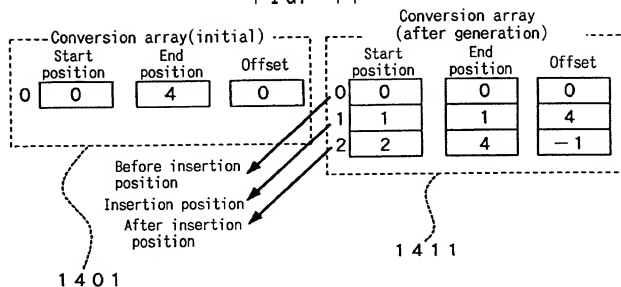 Conversion array(initial)
Start position
End position
Offset
0 0 4 0
Conversion array
(after generation)
Start position
End position
Offset
0 0 0 0
1 1 1 4
2 2 4 −1
Before insertion
position
Insertion position
After insertion
position
1401
1411